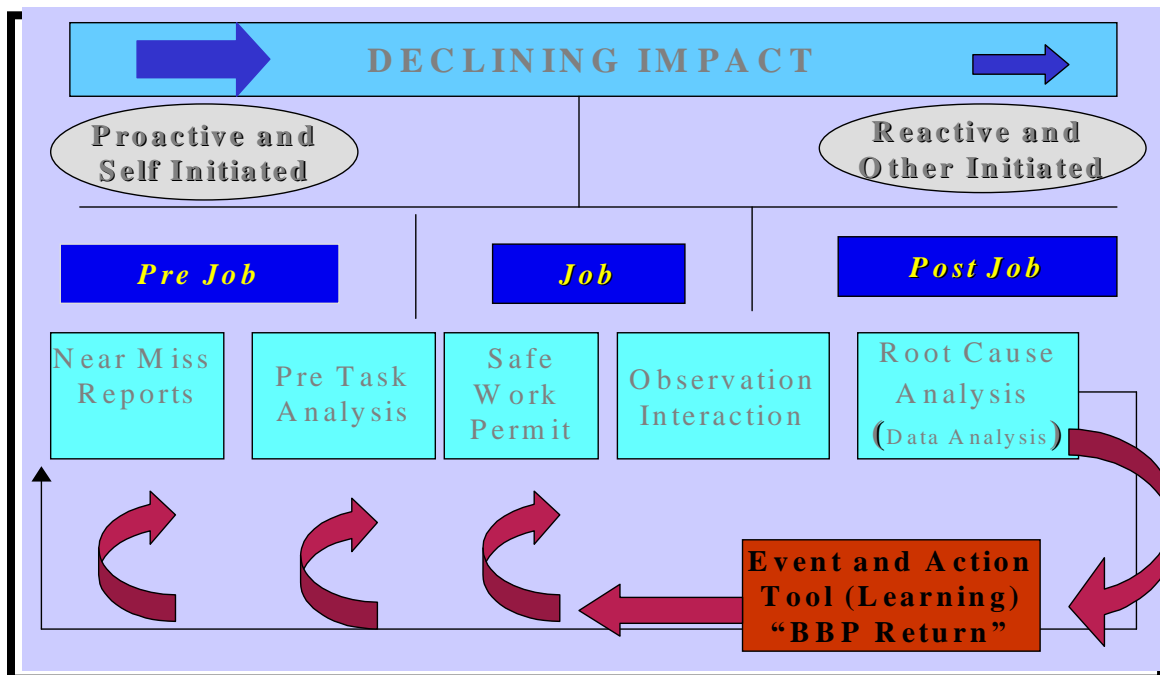 DECLINING IMPACT
Proactive and
Self Initiated
Reactive and
Other Initiated
Pre Job
Job
Post Job
Near Miss
Reports
Pre Task
Analysis
Safe
Work
Permit
Observation
Interaction
Root Cause
Analysis
(Data Analysis)
Event and Action
Tool (Learning)
“BBP Return”